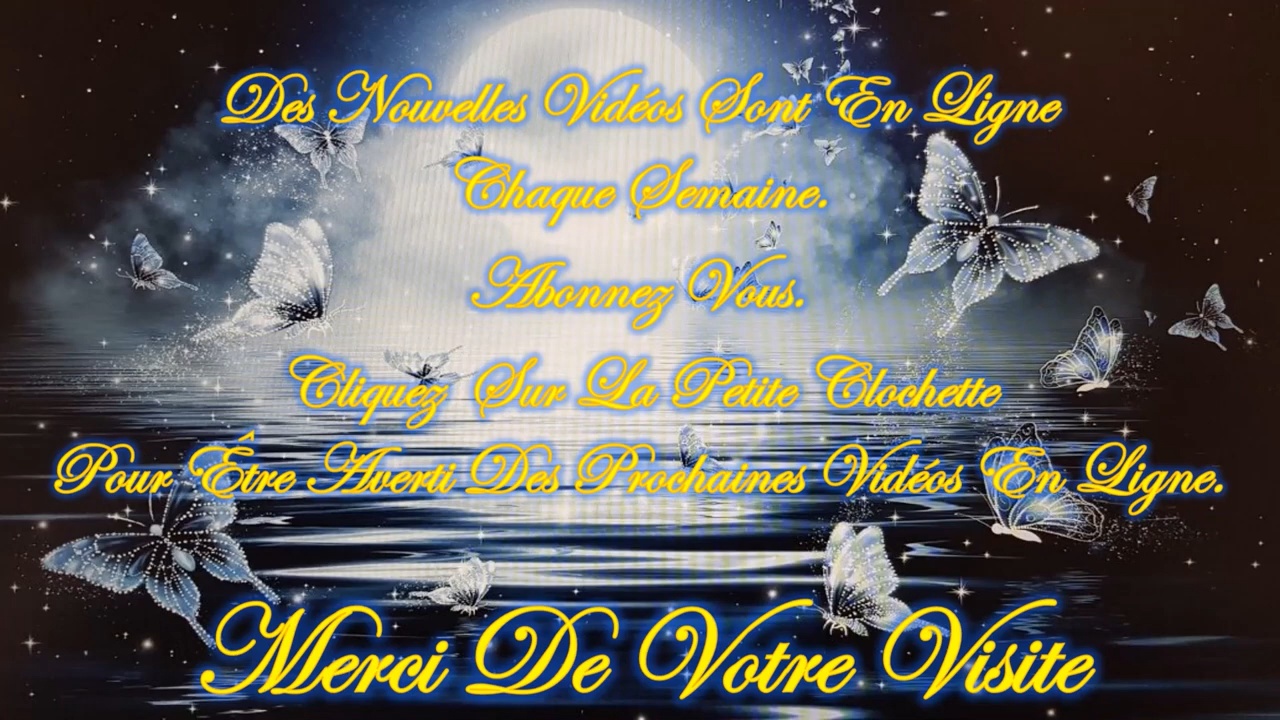 Des Nouvelles Vidéos Sont En Ligne
Chaque Semaine.
Abonnez Vous.
Cliquez Sur La Petite Clochette
Pour Être Averti Des Prochaines Vidéos En Ligne.
Merci De Votre Visite